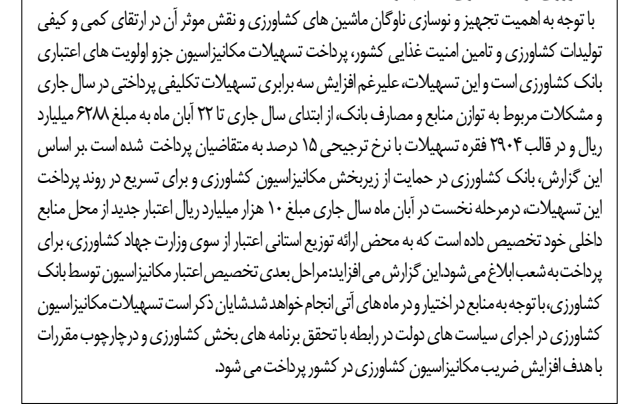 با توجه به اهمیت تجهیز و نوسازی ناوگان ماشین های کشاورزی و نقش موثر آن در ارتقای کمی و کیفی
تولیدات کشاورزی و تامین امنیت غذایی کشور، پرداخت تسهیلات مکانیزاسیون جزو اولویت های اعتباری
بانک کشاورزی است و این تسهیلات، علیرغم افزایش سه برابری تسهیلات تکلیفی پرداختی در سال جاری
و مشکلات مربوط به توازن منابع و مصارف بانک، از ابتدای سال جاری تا ۲۲ آبان ماه به مبلغ ۶۲۸۸ میلیارد
ریال و در قالب ۲۹۰۴ فقره تسهیلات با نرخ ترجیحی ۱۵ درصد به متقاضیان پرداخت شده است .بر اساس
این گزارش، بانک کشاورزی در حمایت از زیربخش مکانیزاسیون کشاورزی و برای تسریع در روند پرداخت
این تسهیلات، درمرحله نخست در آبان ماه سال جاری مبلغ ۱۰ هزار میلیارد ریال اعتبار جدید از محل منابع
داخلی خود تخصیص داده است که به محض ارائه توزیع استانی اعتبار از سوی وزارت جهاد کشاورزی، برای
پرداخت به شعب ابلاغ می شود.این گزارش می افزاید:مراحل بعدی تخصیص اعتبار مکانیزاسیون توسط بانک
کشاورزی، با توجه به منابع در اختیار و در ماه های آتی انجام خواهد شد.شایان ذکر است تسهیلات مکانیزاسیون
کشاورزی در اجرای سیاست های دولت در رابطه با تحقق برنامه های بخش کشاورزی و درچارچوب مقررات
با هدف افزایش ضریب مکانیزاسیون کشاورزی در کشور پرداخت می شود.